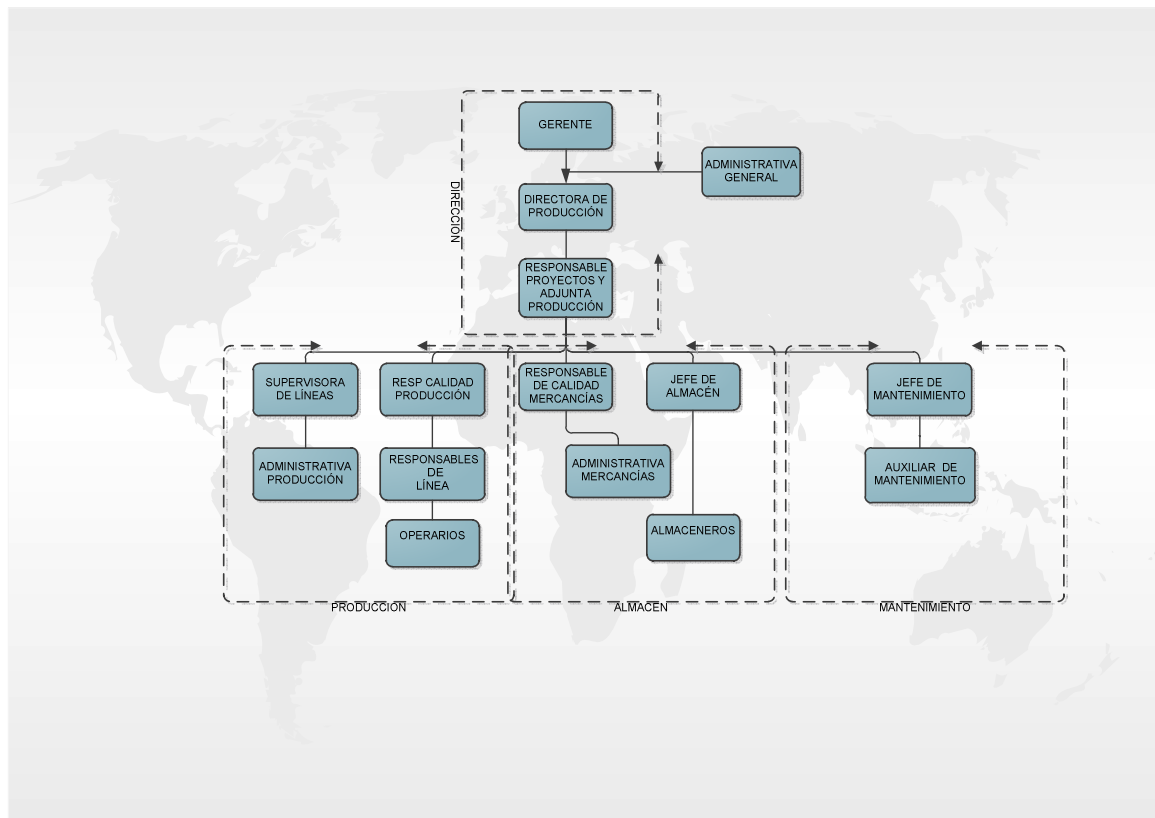 GERENTE
ADMINISTRATIVA
GENERAL
DIRECCIÓN
DIRECTORA DE
PRODUCCIÓN
RESPONSABLE
PROYECTOS Y
ADJUNTA
PRODUCCIÓN
SUPERVISORA
DE LÍNEAS
RESP CALIDAD
PRODUCCIÓN
RESPONSABLE
DE CALIDAD
MERCANCÍAS
JEFE DE
ALMACÉN
JEFE DE
MANTENIMIENTO
ADMINISTRATIVA
PRODUCCIÓN
RESPONSABLES
DE
LÍNEA
ADMINISTRATIVA
MERCANCÍAS
AUXILIAR DE
MANTENIMIENTO
OPERARIOS
ALMACENEROS
PRODUCCIÓN
ALMACÉN
MANTENIMIENTO